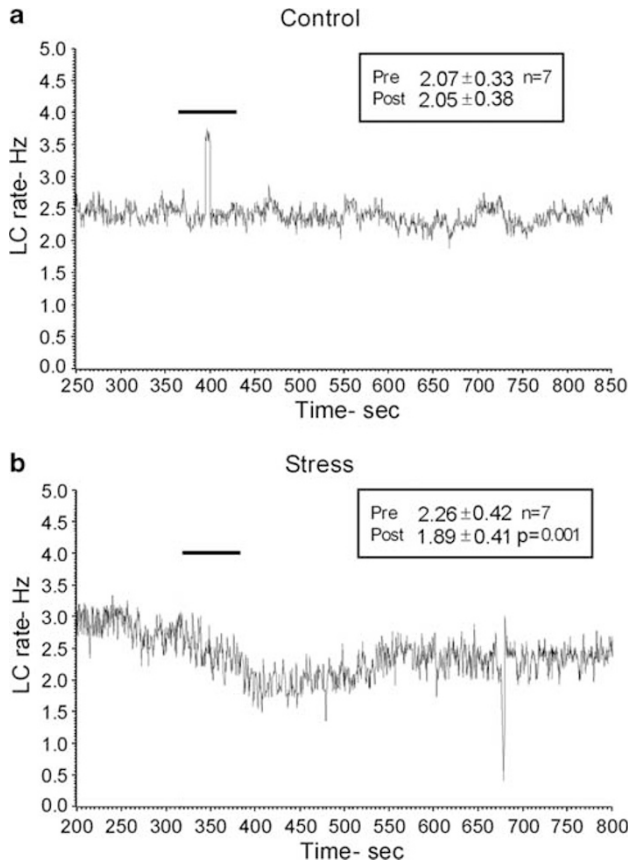 a
Control
5.0
4.5
4.0
3.5
3.0
2.5
2.0
1.5
1.0
0.5
0.0
LC rate- Hz
Pre 2.07 ±0.33 n=7
Post 2.05 ±0.38
250 300 350 400 450 500 550 600 650 700 750 800 850
Time- sec
b
Stress
5.0
4.5
4.0
3.5
3.0
2.5
2.0
1.5
1.0
0.5
0.0
LC rate- Hz
Pre 2.26 ±0.42 n=7
Post 1.89 ±0.41 p=0.001
200 250 300 350 400 450 500 550 600 650 700 750 800
Time- sec